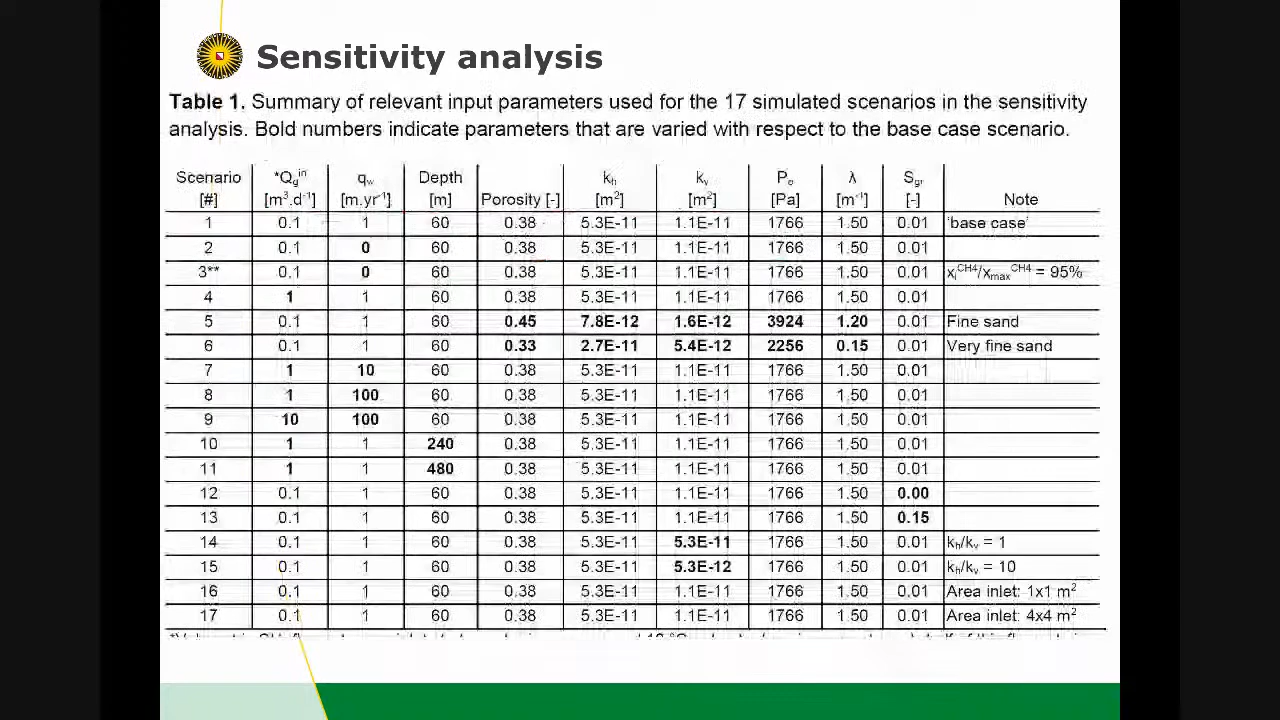 Sensitivity analysis
Table 1. Summary of relevant input parameters used for the 17 simulated scenarios in the sensitivity
analysis. Bold numbers indicate parameters that are varied with respect to the base case scenario.
Scenario *Qgin qw Depth kh kv Pe λ Sgr
[#] [m3.d-1] [m.yr-1] [m] Porosity [-] [m2] [m2] [Pa] [m-1] [-] Note
1 0.1 1 60 0.38 5.3E-11 1.1E-11 1766 1.50 0.01 'base case'
2 0.1 0 60 0.38 5.3E-11 1.1E-11 1766 1.50 0.01
3** 0.1 0 60 0.38 5.3E-11 1.1E-11 1766 1.50 0.01 xiCH4/xmaxCH4 = 95%
4 1 1 60 0.38 5.3E-11 1.1E-11 1766 1.50 0.01
5 0.1 1 60 0.45 7.8E-12 1.6E-12 3924 1.20 0.01 Fine sand
6 0.1 1 60 0.33 2.7E-11 5.4E-12 2256 0.15 0.01 Very fine sand
7 1 10 60 0.38 5.3E-11 1.1E-11 1766 1.50 0.01
8 1 100 60 0.38 5.3E-11 1.1E-11 1766 1.50 0.01
9 10 100 60 0.38 5.3E-11 1.1E-11 1766 1.50 0.01
10 1 1 240 0.38 5.3E-11 1.1E-11 1766 1.50 0.01
11 1 1 480 0.38 5.3E-11 1.1E-11 1766 1.50 0.01
12 0.1 1 60 0.38 5.3E-11 1.1E-11 1766 1.50 0.00
13 0.1 1 60 0.38 5.3E-11 1.1E-11 1766 1.50 0.15
14 0.1 1 60 0.38 5.3E-11 5.3E-11 1766 1.50 0.01 kh/kv = 1
15 0.1 1 60 0.38 5.3E-11 5.3E-12 1766 1.50 0.01 kh/kv = 10
16 0.1 1 60 0.38 5.3E-11 1.1E-11 1766 1.50 0.01 Area inlet: 1x1 m2
17 0.1 1 60 0.38 5.3E-11 1.1E-11 1766 1.50 0.01 Area inlet: 4x4 m2